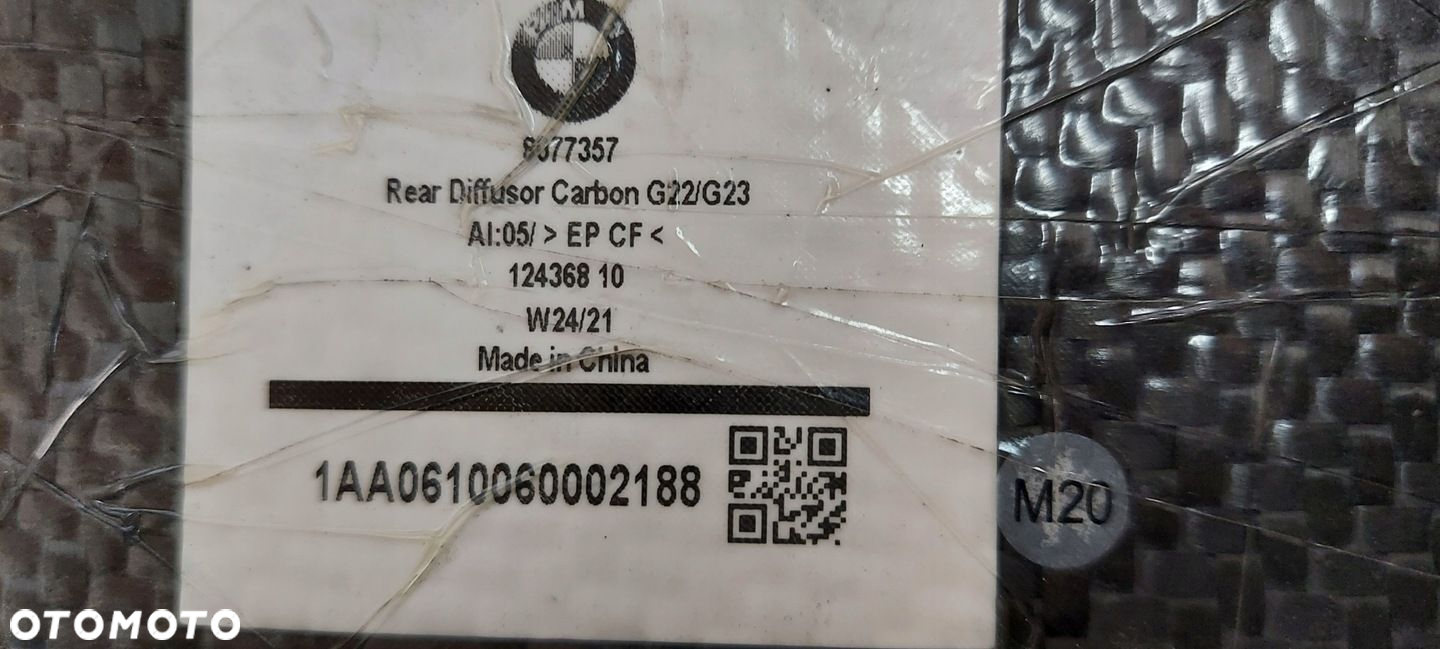 BMW
8077357
Rear Diffusor Carbon G22/G23
AI:05/ > EP CF <
124368 10
W24/21
Made in China
1AA0610060002188
M20
OTOMOTO